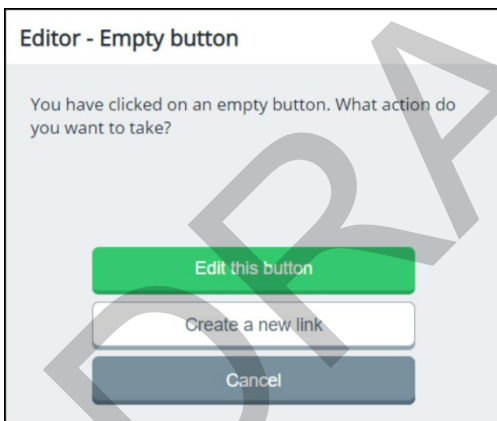 Editor - Empty button
You have clicked on an empty button. What action do
you want to take?
Edit this button
Create a new link
Cancel
DRA